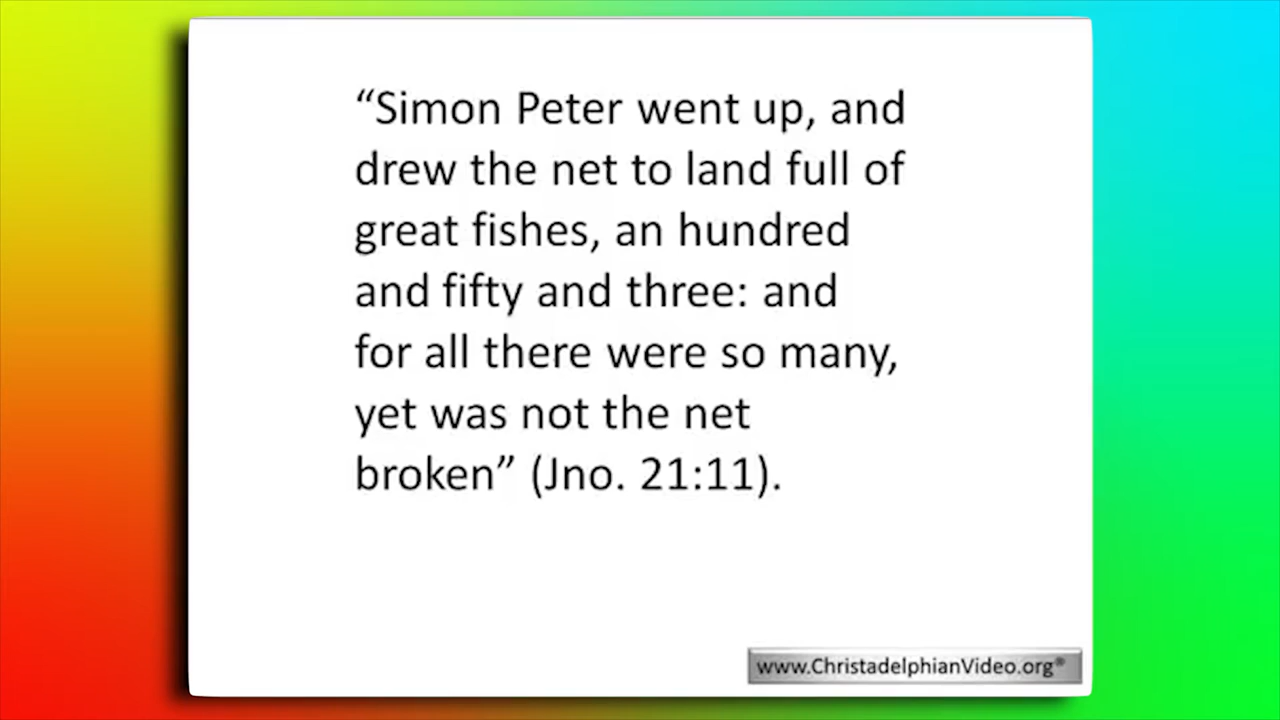 “Simon Peter went up, and
drew the net to land full of
great fishes, an hundred
and fifty and three: and
for all there were so many,
yet was not the net
broken” (Jno. 21:11).
www.ChristadelphianVideo.org®